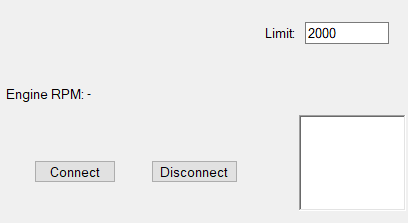 Limit: 2000
Engine RPM: -
Connect Disconnect